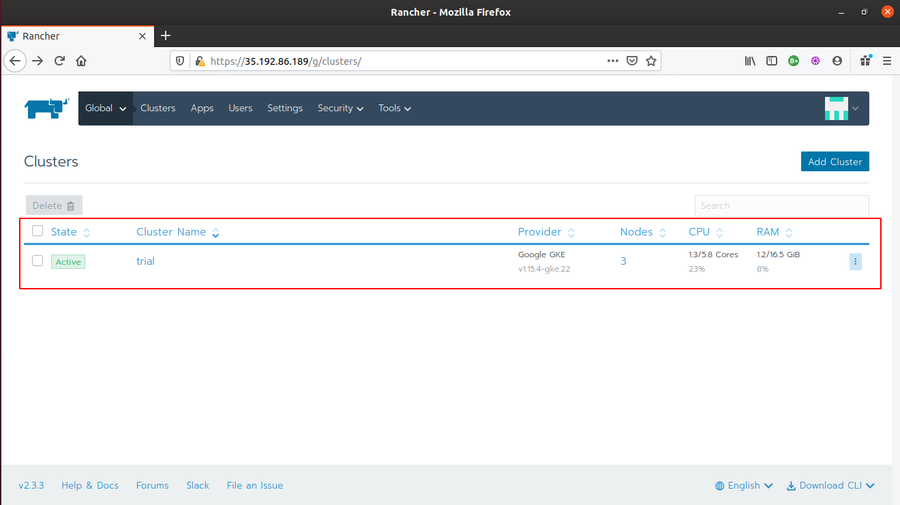 Rancher - Mozilla Firefox
Rancher
https://35.192.86.189/g/clusters/
Global Clusters Apps Users Settings Security Tools
Clusters
Add Cluster
Delete
Search
State Cluster Name Provider Nodes CPU RAM
Active trial Google GKE 3 1.3/5.8 Cores 1.2/16.5 GiB
v1.15.4-gke.22 23% 8%
v2.3.3 Help & Docs Forums Slack File an Issue English Download CLI